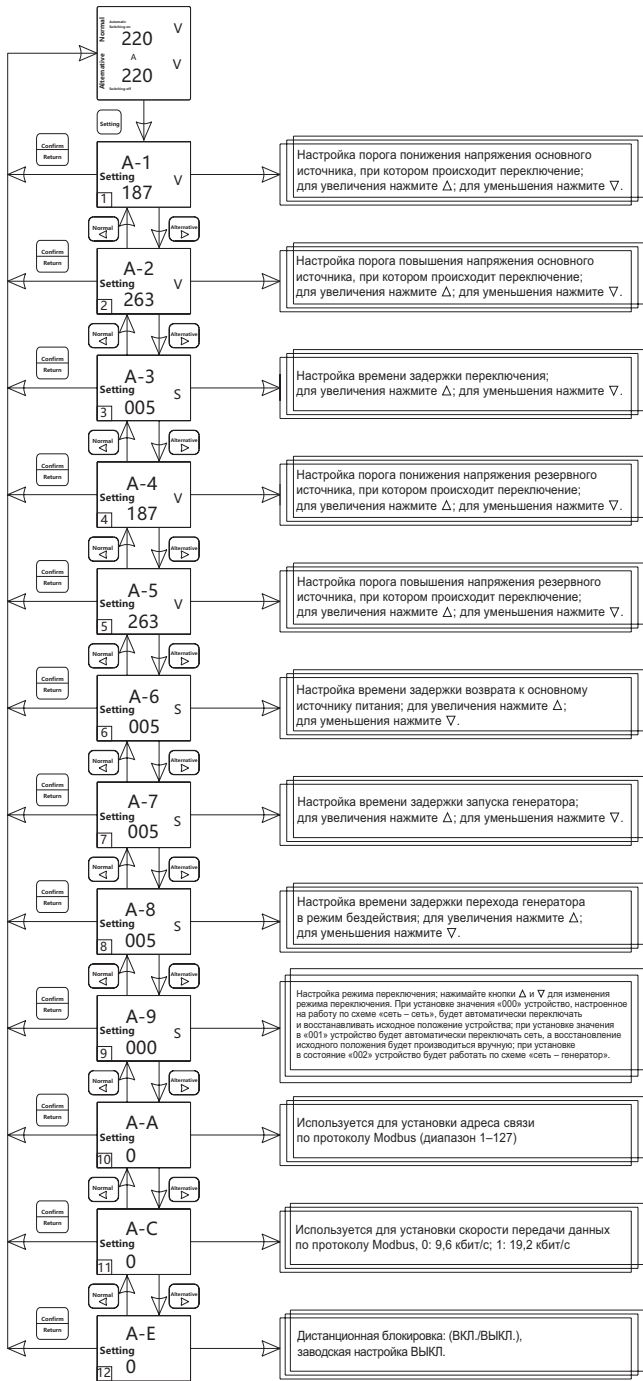 Normal
Automatic
Switching on
220 V
A
Alternative
220 V
Switching off
Setting
Confirm
Return
A-1
Setting
1 187 V
Настройка порога понижения напряжения основного
источника, при котором происходит переключение;
для увеличения нажмите △; для уменьшения нажмите ▽.
Normal
◁
Alternative
▷
Confirm
Return
A-2
Setting
2 263 V
Настройка порога повышения напряжения основного
источника, при котором происходит переключение;
для увеличения нажмите △; для уменьшения нажмите ▽.
Normal
◁
Alternative
▷
Confirm
Return
A-3
Setting
3 005 S
Настройка времени задержки переключения;
для увеличения нажмите △; для уменьшения нажмите ▽.
Normal
◁
Alternative
▷
Confirm
Return
A-4
Setting
4 187 V
Настройка порога понижения напряжения резервного
источника, при котором происходит переключение;
для увеличения нажмите △; для уменьшения нажмите ▽.
Normal
◁
Alternative
▷
Confirm
Return
A-5
Setting
5 263 V
Настройка порога повышения напряжения резервного
источника, при котором происходит переключение;
для увеличения нажмите △; для уменьшения нажмите ▽.
Normal
◁
Alternative
▷
Confirm
Return
A-6
Setting
6 005 S
Настройка времени задержки возврата к основному
источнику питания; для увеличения нажмите △;
для уменьшения нажмите ▽.
Normal
◁
Alternative
▷
Confirm
Return
A-7
Setting
7 005 S
Настройка времени задержки запуска генератора;
для увеличения нажмите △; для уменьшения нажмите ▽.
Normal
◁
Alternative
▷
Confirm
Return
A-8
Setting
8 005 S
Настройка времени задержки перехода генератора
в режим бездействия; для увеличения нажмите △;
для уменьшения нажмите ▽.
Normal
◁
Alternative
▷
Confirm
Return
A-9
Setting
9 000 S
Настройка режима переключения; нажимайте кнопки △ и ▽ для изменения
режима переключения. При установке значения «000» устройство, настроенное
на работу по схеме «сеть – сеть», будет автоматически переключать
и восстанавливать исходное положение устройства; при установке значения
в «001» устройство будет автоматически переключать сеть, а восстановление
исходного положения будет производиться вручную; при установке
в состояние «002» устройство будет работать по схеме «сеть – генератор».
Normal
◁
Alternative
▷
Confirm
Return
A-A
Setting
10 0
Используется для установки адреса связи
по протоколу Modbus (диапазон 1–127)
Normal
◁
Alternative
▷
Confirm
Return
A-C
Setting
11 0
Используется для установки скорости передачи данных
по протоколу Modbus, 0: 9,6 кбит/с; 1: 19,2 кбит/с
Normal
◁
Alternative
▷
Confirm
Return
A-E
Setting
12 0
Дистанционная блокировка: (ВКЛ./ВЫКЛ.),
заводская настройка ВЫКЛ.